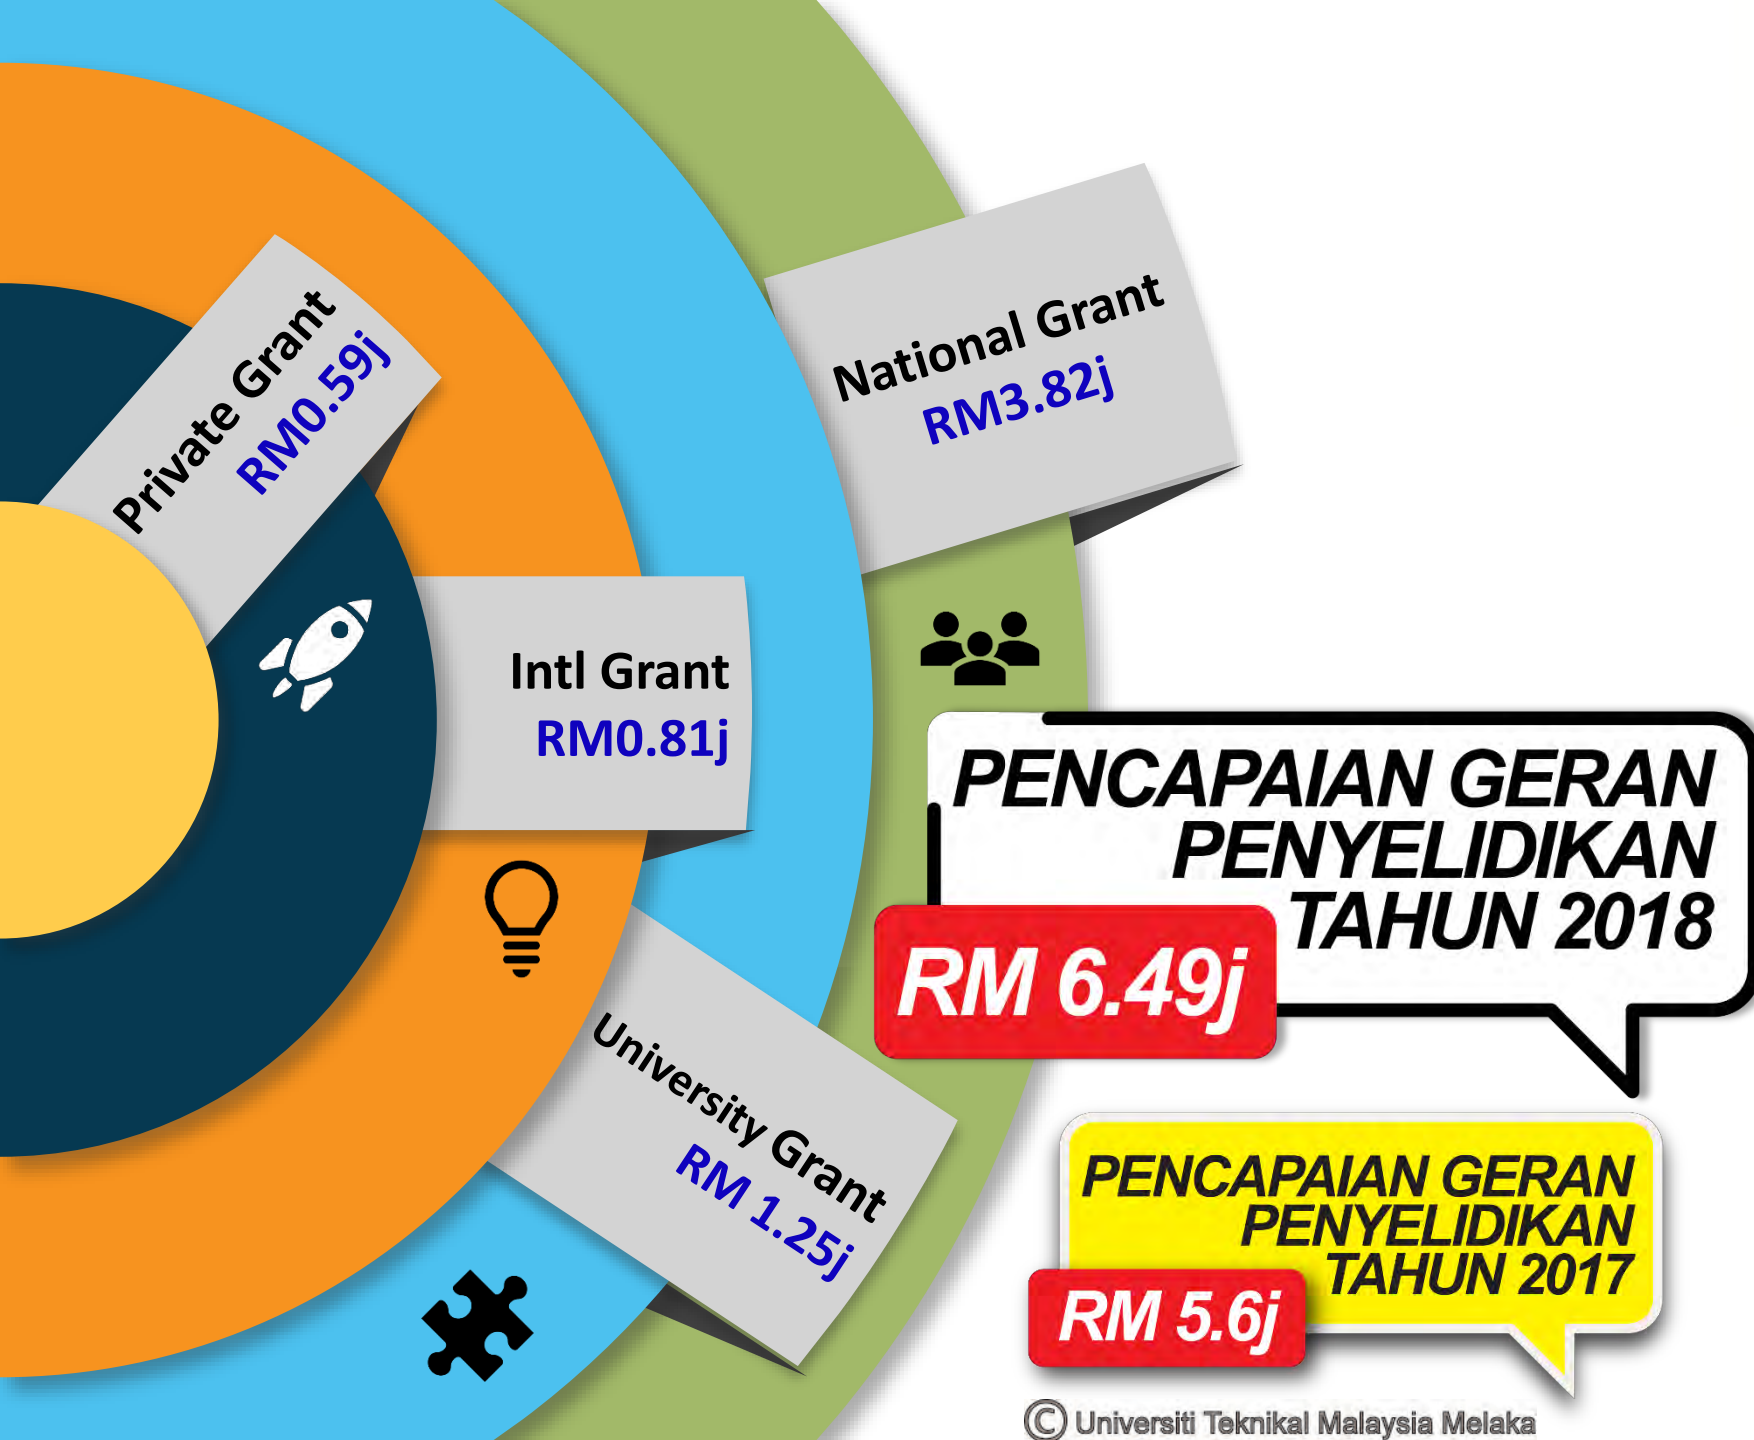 Private Grant
RM0.59j
National Grant
RM3.82j
Intl Grant
RM0.81j
University Grant
RM 1.25j
PENCAPAIAN GERAN
PENYELIDIKAN
TAHUN 2018
RM 6.49j
PENCAPAIAN GERAN
PENYELIDIKAN
TAHUN 2017
RM 5.6j
© Universiti Teknikal Malaysia Melaka